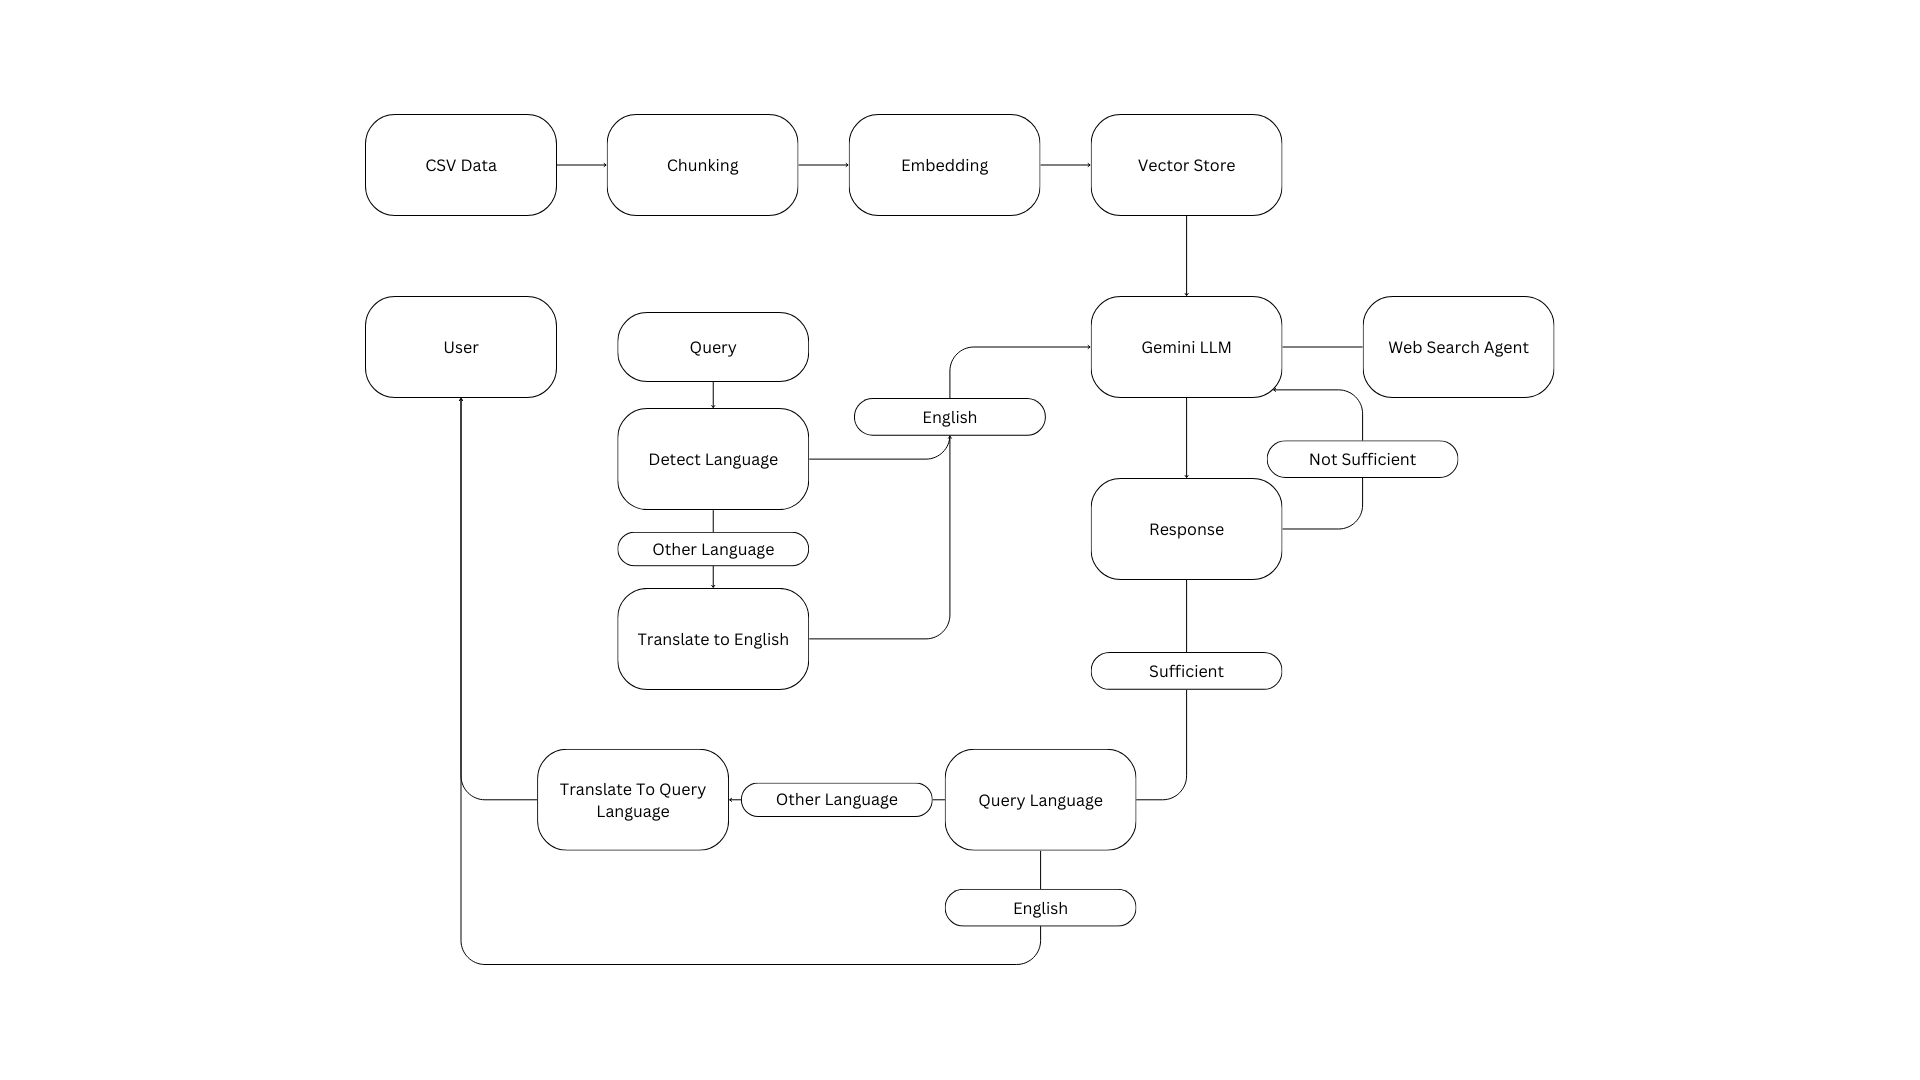 CSV Data
Chunking
Embedding
Vector Store
User
Query
Gemini LLM
Web Search Agent
English
Detect Language
Not Sufficient
Response
Other Language
Translate to English
Sufficient
Translate To Query
Language
Other Language
Query Language
English